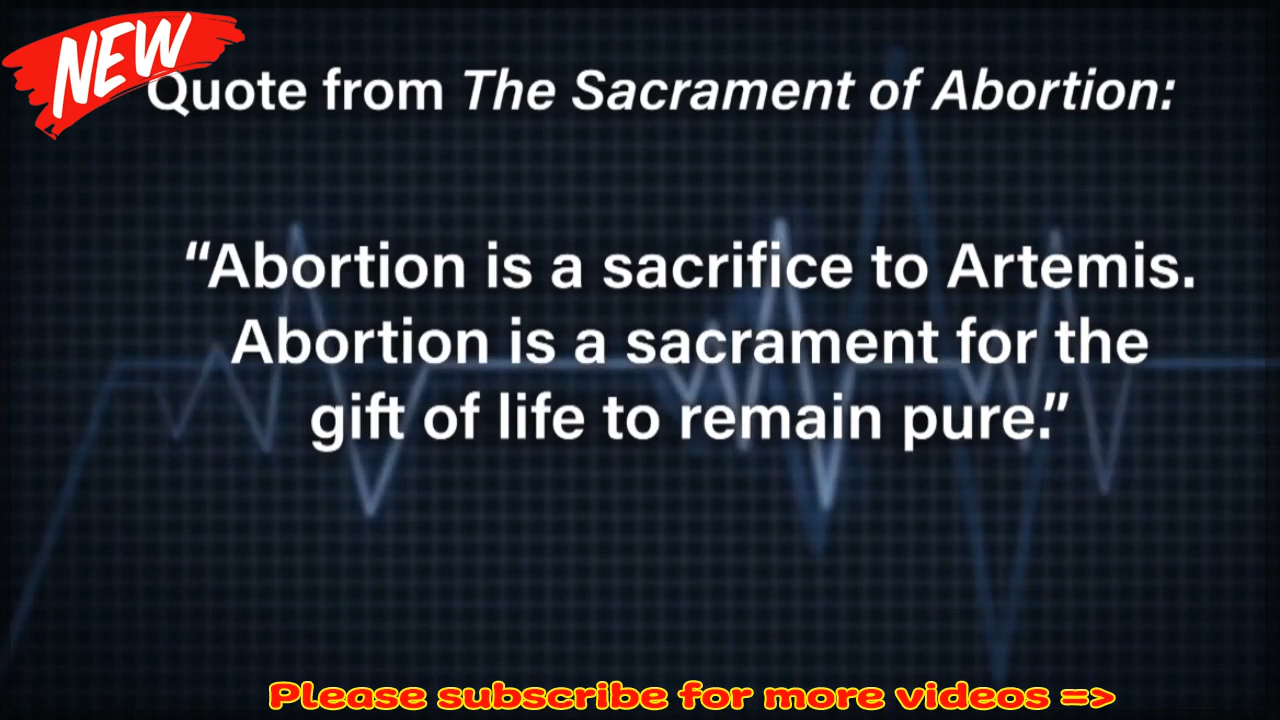 NEW
Quote from The Sacrament of Abortion:
“Abortion is a sacrifice to Artemis.
Abortion is a sacrament for the
gift of life to remain pure.”
Please subscribe for more videos =>